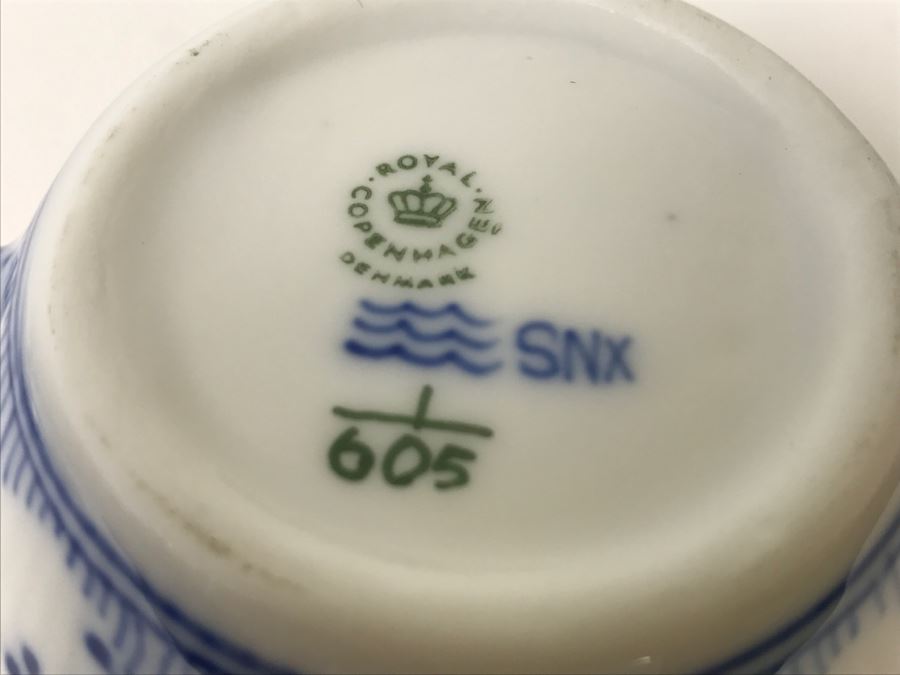 ROYAL
COPENHAGEN
DENMARK
SNX
1
605